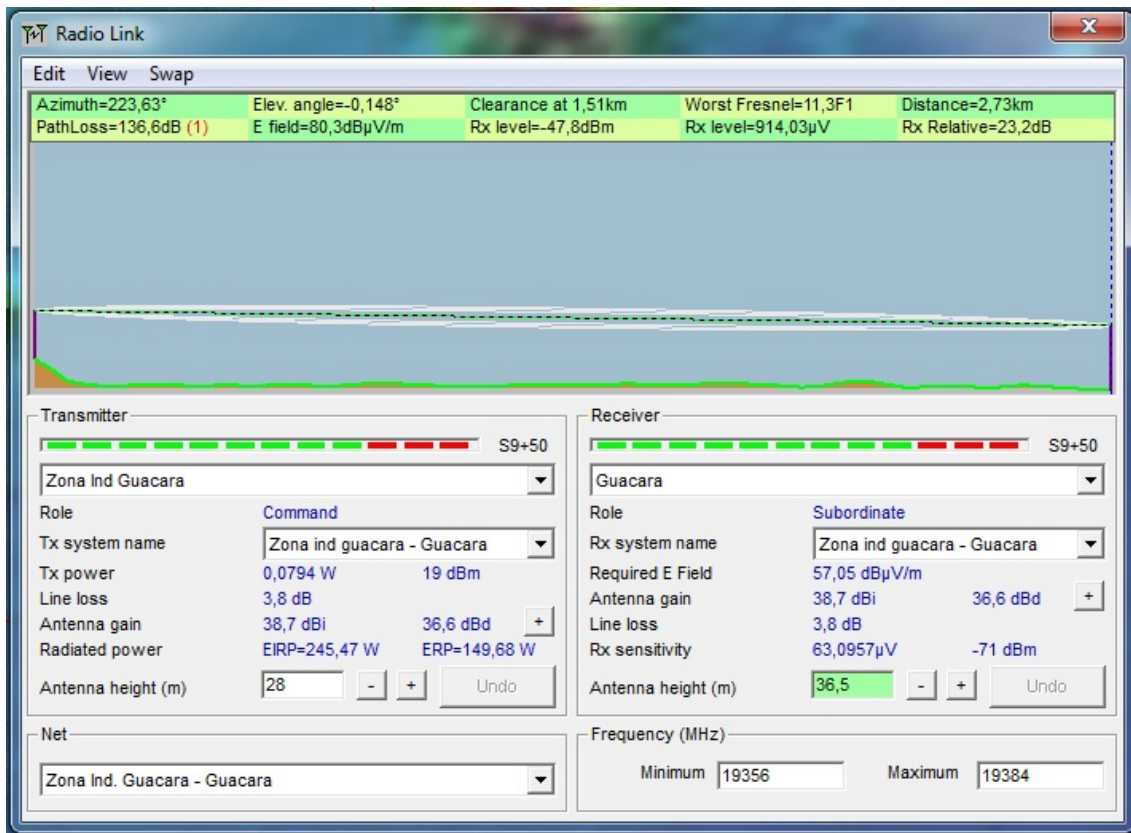 Radio Link
Edit View Swap
Azimuth=223,63° Elev. angle=-0,148° Clearance at 1,51km Worst Fresnel=11,3F1 Distance=2,73km
PathLoss=136,6dB (1) E field=80,3dBµV/m Rx level=-47,8dBm Rx level=914,03µV Rx Relative=23,2dB
Transmitter
S9+50
Zona Ind Guacara
Role Command
Tx system name Zona ind guacara - Guacara
Tx power 0,0794 W 19 dBm
Line loss 3,8 dB
Antenna gain 38,7 dBi 36,6 dBd +
Radiated power EIRP=245,47 W ERP=149,68 W
Antenna height (m) 28 - + Undo
Receiver
S9+50
Guacara
Role Subordinate
Rx system name Zona ind guacara - Guacara
Required E Field 57,05 dBµV/m
Antenna gain 38,7 dBi 36,6 dBd +
Line loss 3,8 dB
Rx sensitivity 63,0957µV -71 dBm
Antenna height (m) 36,5 - + Undo
Net
Zona Ind. Guacara - Guacara
Frequency (MHz)
Minimum 19356 Maximum 19384